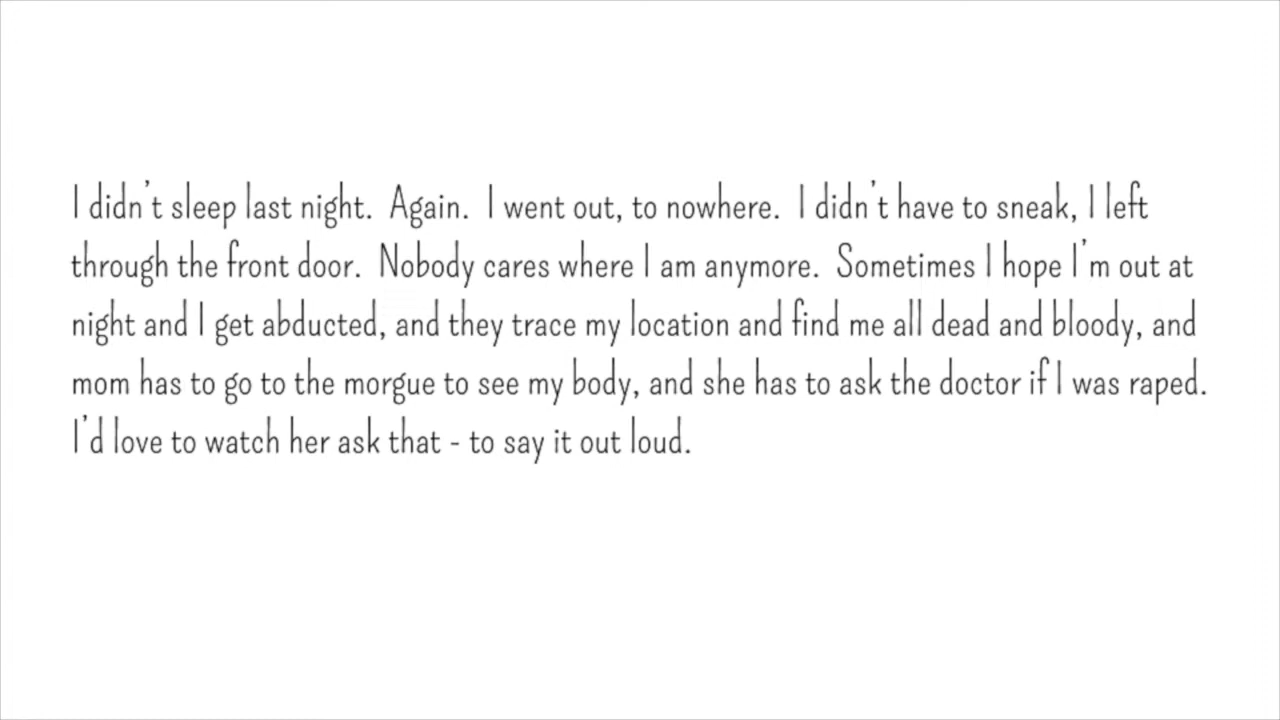 I didn't sleep last night.  Again.  I went out, to nowhere.  I didn't have to sneak, I left
through the front door.  Nobody cares where I am anymore.  Sometimes I hope I'm out at
night and I get abducted, and they trace my location and find me all dead and bloody, and
mom has to go to the morgue to see my body, and she has to ask the doctor if I was raped.
I'd love to watch her ask that - to say it out loud.